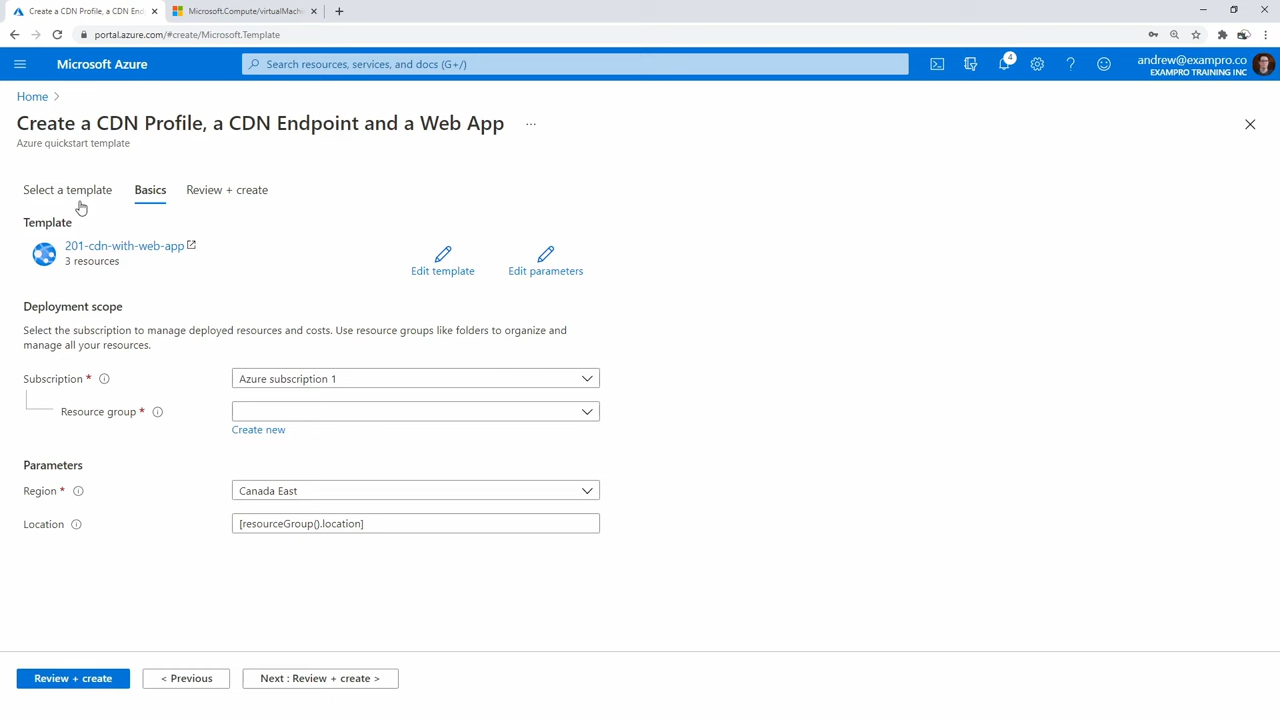 Create a CDN Profile, a CDN End
Microsoft.Compute/virtualMachi
portal.azure.com/#create/Microsoft.Template
Microsoft Azure
Search resources, services, and docs (G+/)
4
andrew@exampro.co
EXAMPRO TRAINING INC
Home
Create a CDN Profile, a CDN Endpoint and a Web App
...
Azure quickstart template
Select a template
Basics
Review + create
Template
201-cdn-with-web-app
3 resources
Edit template
Edit parameters
Deployment scope
Select the subscription to manage deployed resources and costs. Use resource groups like folders to organize and
manage all your resources.
Subscription *
Azure subscription 1
Resource group *
Create new
Parameters
Region *
Canada East
Location
[resourceGroup().location]
Review + create
< Previous
Next : Review + create >